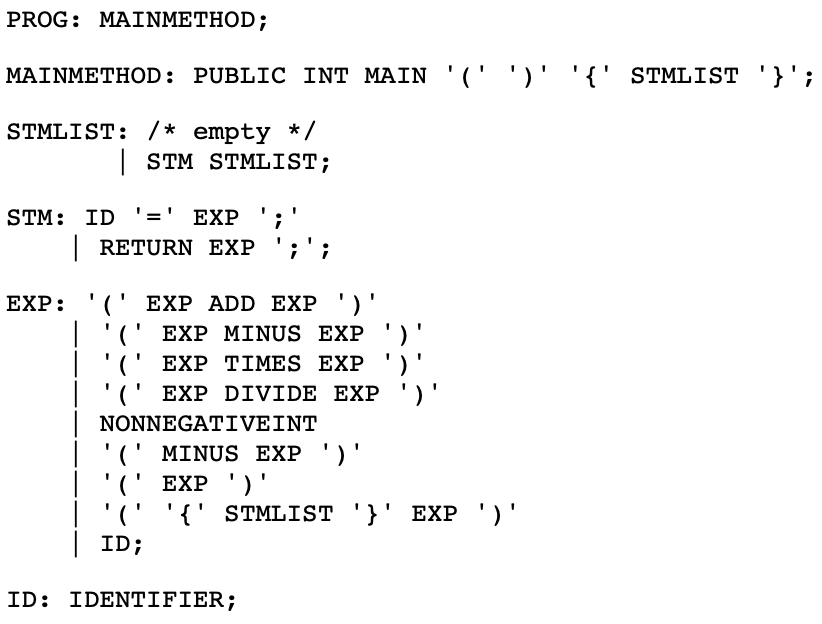 PROG: MAINMETHOD;
MAINMETHOD: PUBLIC INT MAIN '(' ')' '{' STMLIST '}';
STMLIST: /* empty */
| STM STMLIST;
STM: ID '=' EXP ';'
| RETURN EXP ';';
EXP: '(' EXP ADD EXP ')'
| '(' EXP MINUS EXP ')'
| '(' EXP TIMES EXP ')'
| '(' EXP DIVIDE EXP ')'
| NONNEGATIVEINT
| '(' MINUS EXP ')'
| '(' EXP ')'
| '(' '{' STMLIST '}' EXP ')'
| ID;
ID: IDENTIFIER;